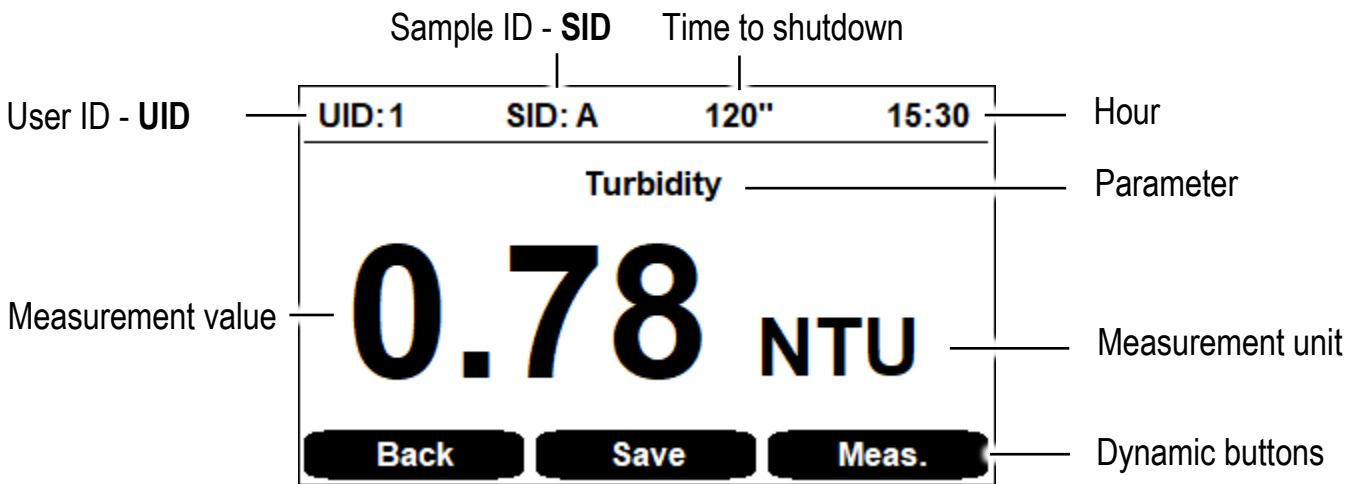 Sample ID - SID Time to shutdown
User ID - UID UID:1 SID: A 120" 15:30 Hour
Turbidity Parameter
Measurement value 0.78 NTU Measurement unit
Back Save Meas. Dynamic buttons